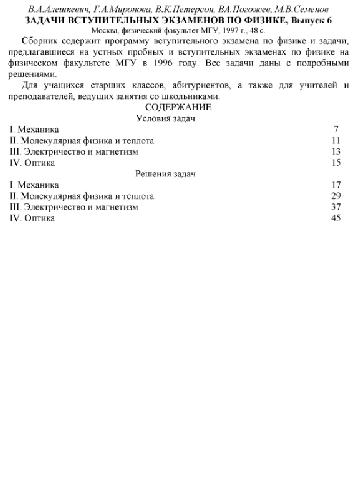 В.А.Алешкевич, Г.А.Миронова, В.К.Петерсон, В.А.Погожев, М.В.Семенов
ЗАДАЧИ ВСТУПИТЕЛЬНЫХ ЭКЗАМЕНОВ ПО ФИЗИКЕ, Выпуск 6
Москва. физический факультет МГУ, 1997 г., 48 с.
Сборник содержит программу вступительного экзамена по физике и задачи,
предлагавшиеся на устных пробных и вступительных экзаменах по физике на
физическом факультете МГУ в 1996 году. Все задачи даны с подробными
решениями.
Для учащихся старших классов, абитуриентов, а также для учителей и
преподавателей, ведущих занятия со школьниками.
СОДЕРЖАНИЕ
Условия задач
I. Механика 7
II. Молекулярная физика и теплота 11
III. Электричество и магнетизм 13
IV. Оптика 15
Решения задач
I. Механика 17
II. Молекулярная физика и теплота 29
III. Электричество и магнетизм 37
IV. Оптика 45